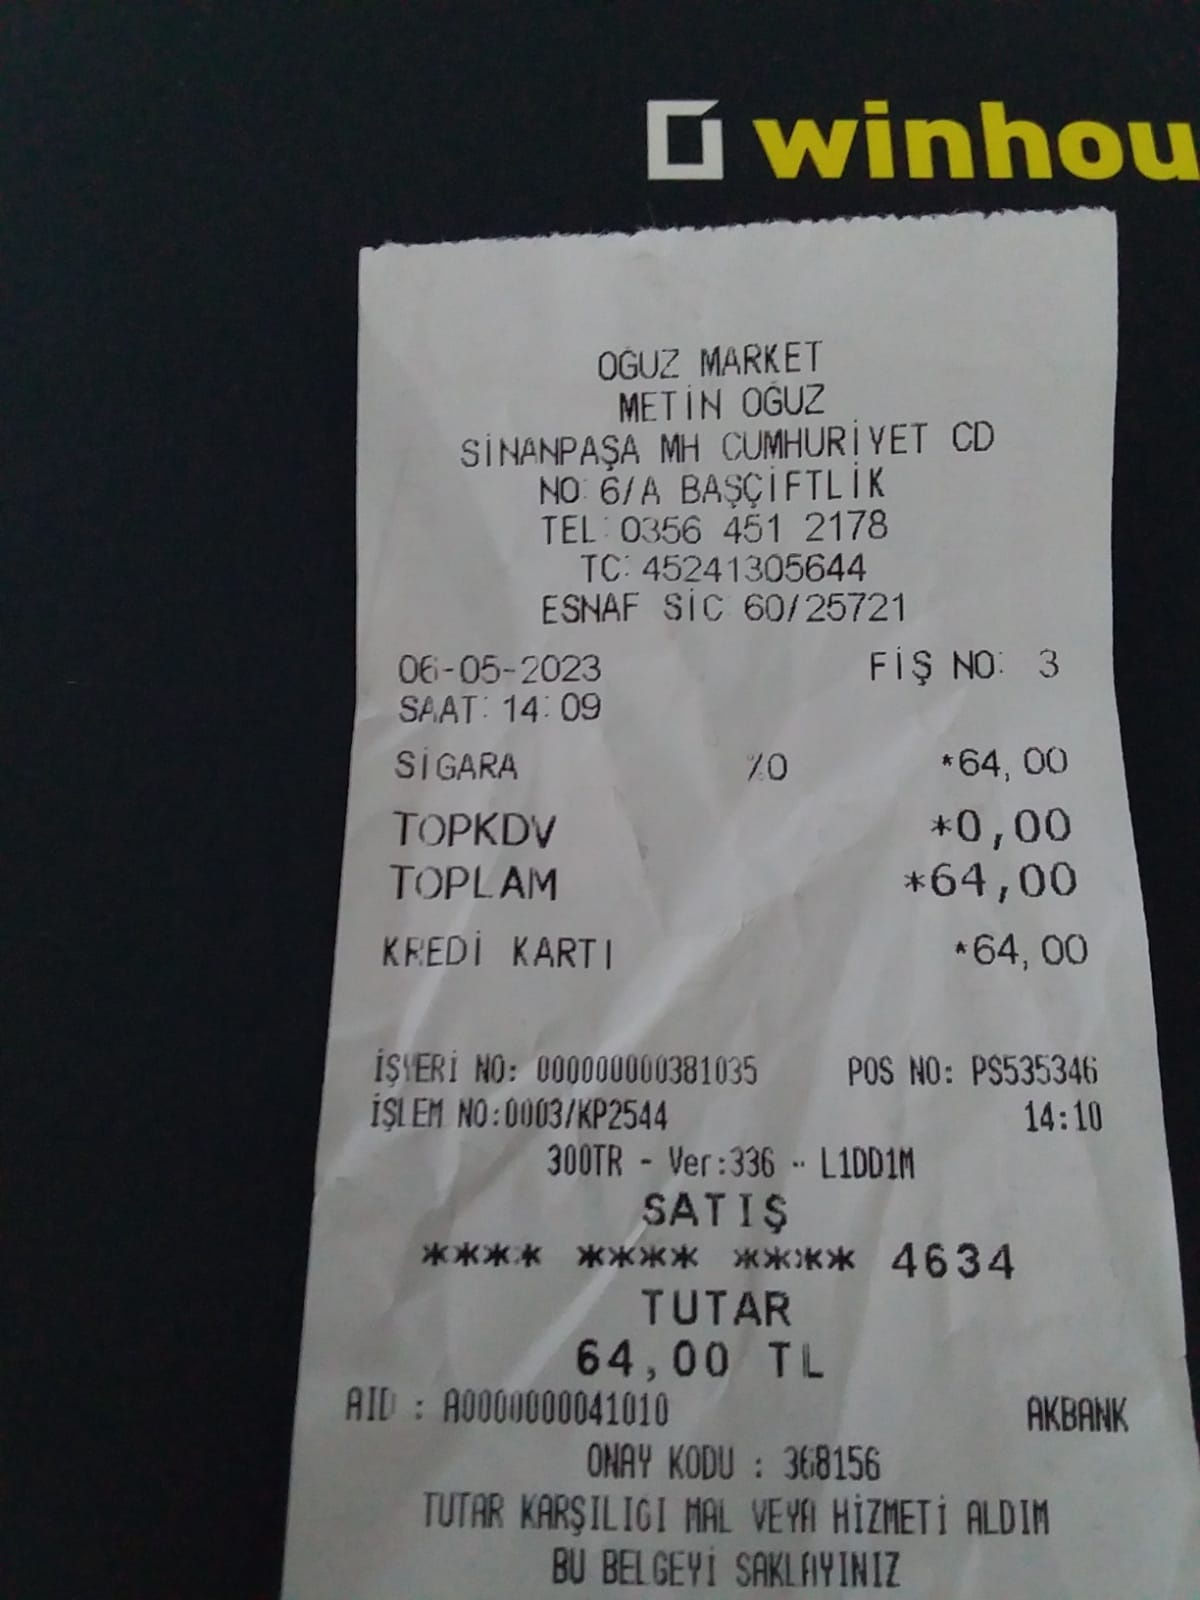 winhou
OĞUZ MARKET
METİN OĞUZ
SİNANPAŞA MH CUMHURİYET CD
NO: 6/A BAŞÇİFTLİK
TEL: 0356 451 2178
TC: 45241305644
ESNAF SİC 60/25721
06-05-2023 FİŞ NO: 3
SAAT: 14:09
SİGARA %0 *64,00
TOPKDV *0,00
TOPLAM *64,00
KREDİ KARTI *64,00
İŞYERİ NO: 000000000381035 POS NO: PS535346
İŞLEM NO:0003/KP2544 14:10
300TR - Ver:336 - L1DD1M
SATIŞ
**** **** **** 4634
TUTAR
64,00 TL
AID : A0000000041010 AKBANK
ONAY KODU : 368156
TUTAR KARŞILIGI MAL VEYA HİZMETİ ALDIM
BU BELGEYİ SAKLAYINIZ